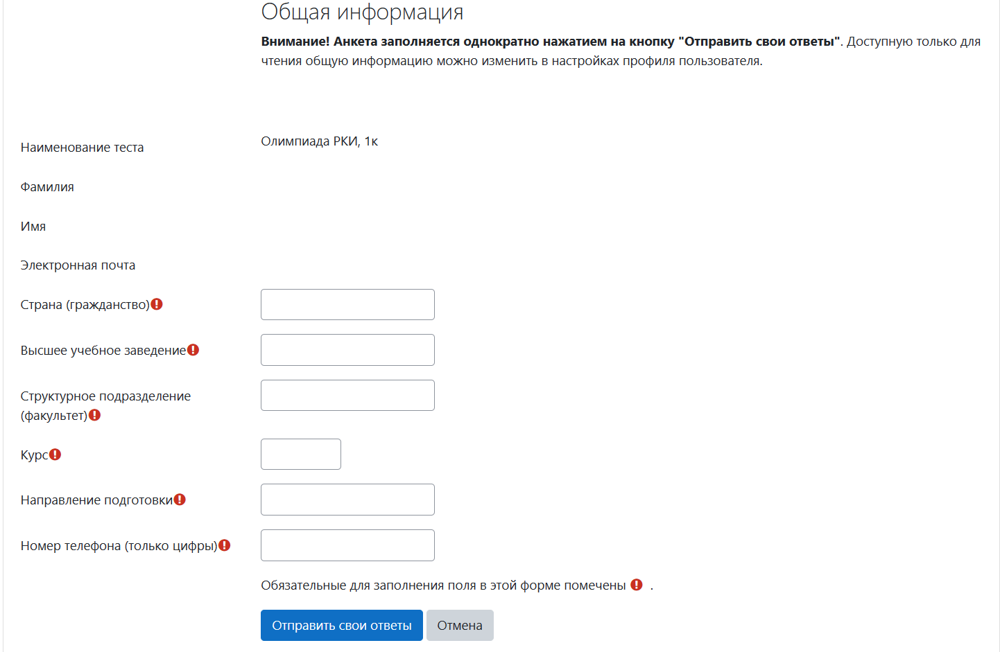 Общая информация
Внимание! Анкета заполняется однократно нажатием на кнопку "Отправить свои ответы". Доступную только для
чтения общую информацию можно изменить в настройках профиля пользователя.
Наименование теста
Олимпиада РКИ, 1к
Фамилия
Имя
Электронная почта
Страна (гражданство)
Высшее учебное заведение
Структурное подразделение
(факультет)
Курс
Направление подготовки
Номер телефона (только цифры)
Обязательные для заполнения поля в этой форме помечены .
Отправить свои ответы
Отмена